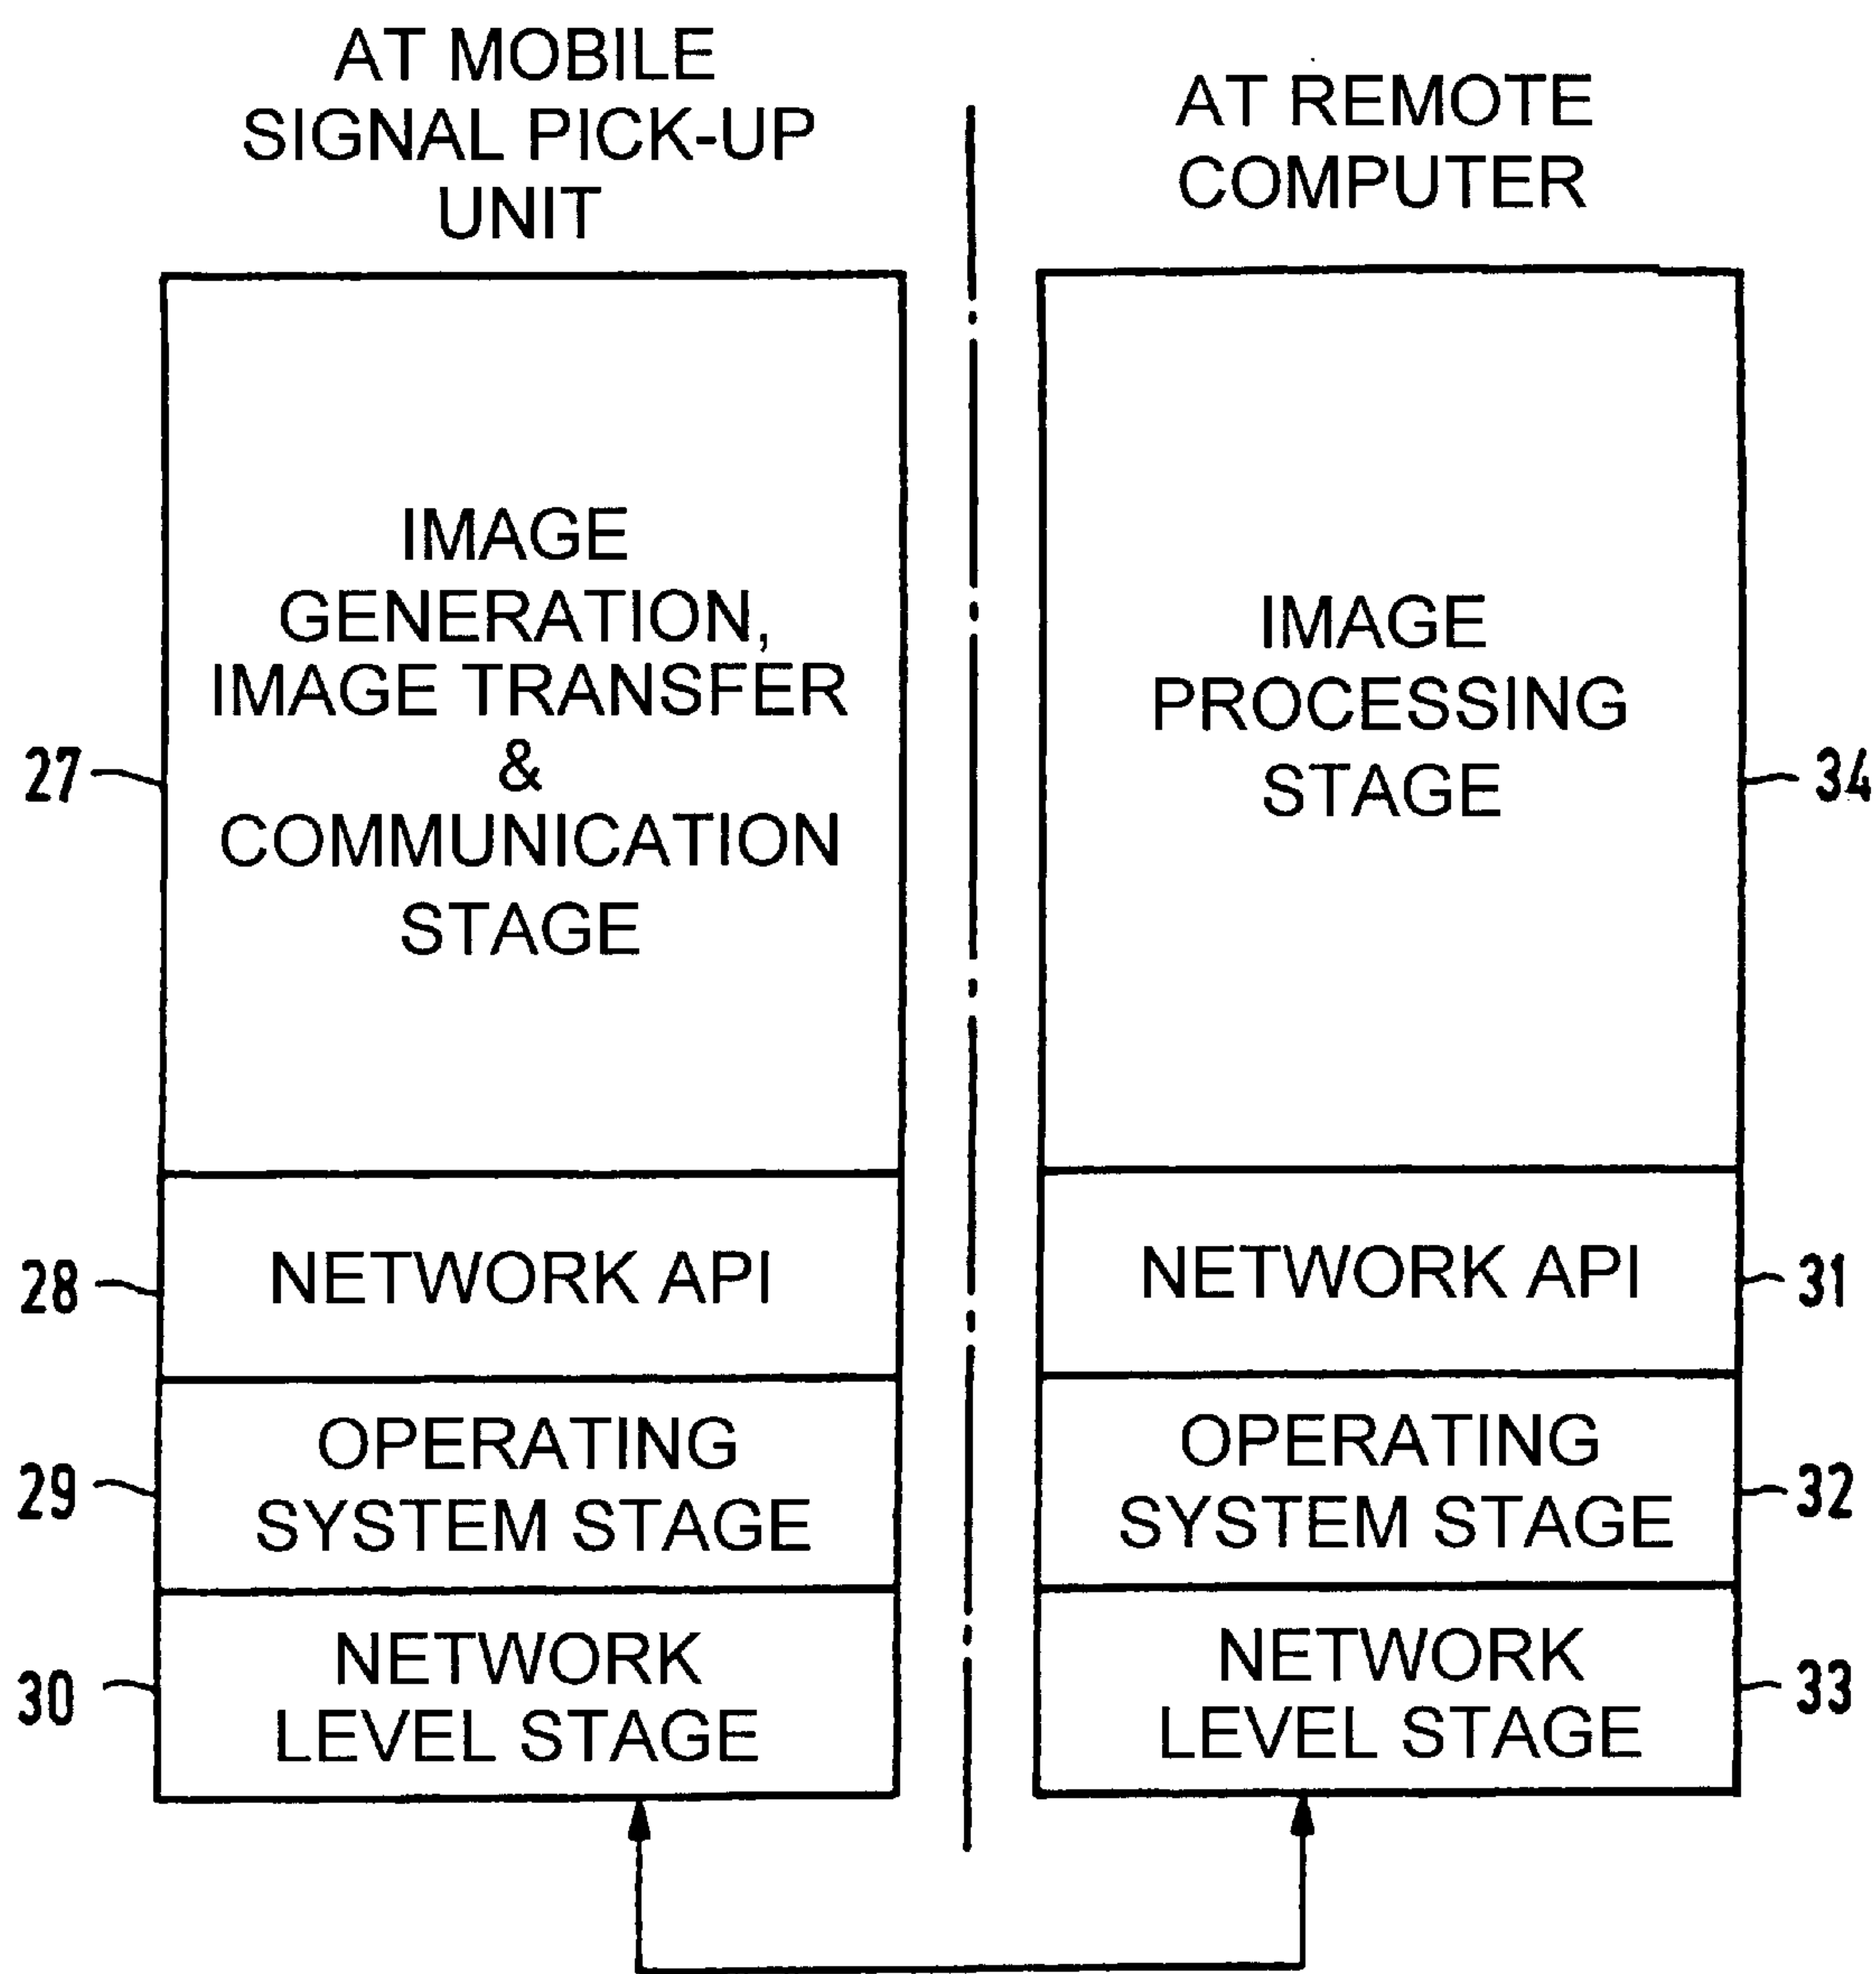 AT MOBILE
SIGNAL PICK-UP
UNIT
IMAGE
GENERATION,
IMAGE TRANSFER
&
COMMUNICATION
STAGE
27
NETWORK API
28
OPERATING
SYSTEM STAGE
29
NETWORK
LEVEL STAGE
30
AT REMOTE
COMPUTER
IMAGE
PROCESSING
STAGE
34
NETWORK API
31
OPERATING
SYSTEM STAGE
32
NETWORK
LEVEL STAGE
33